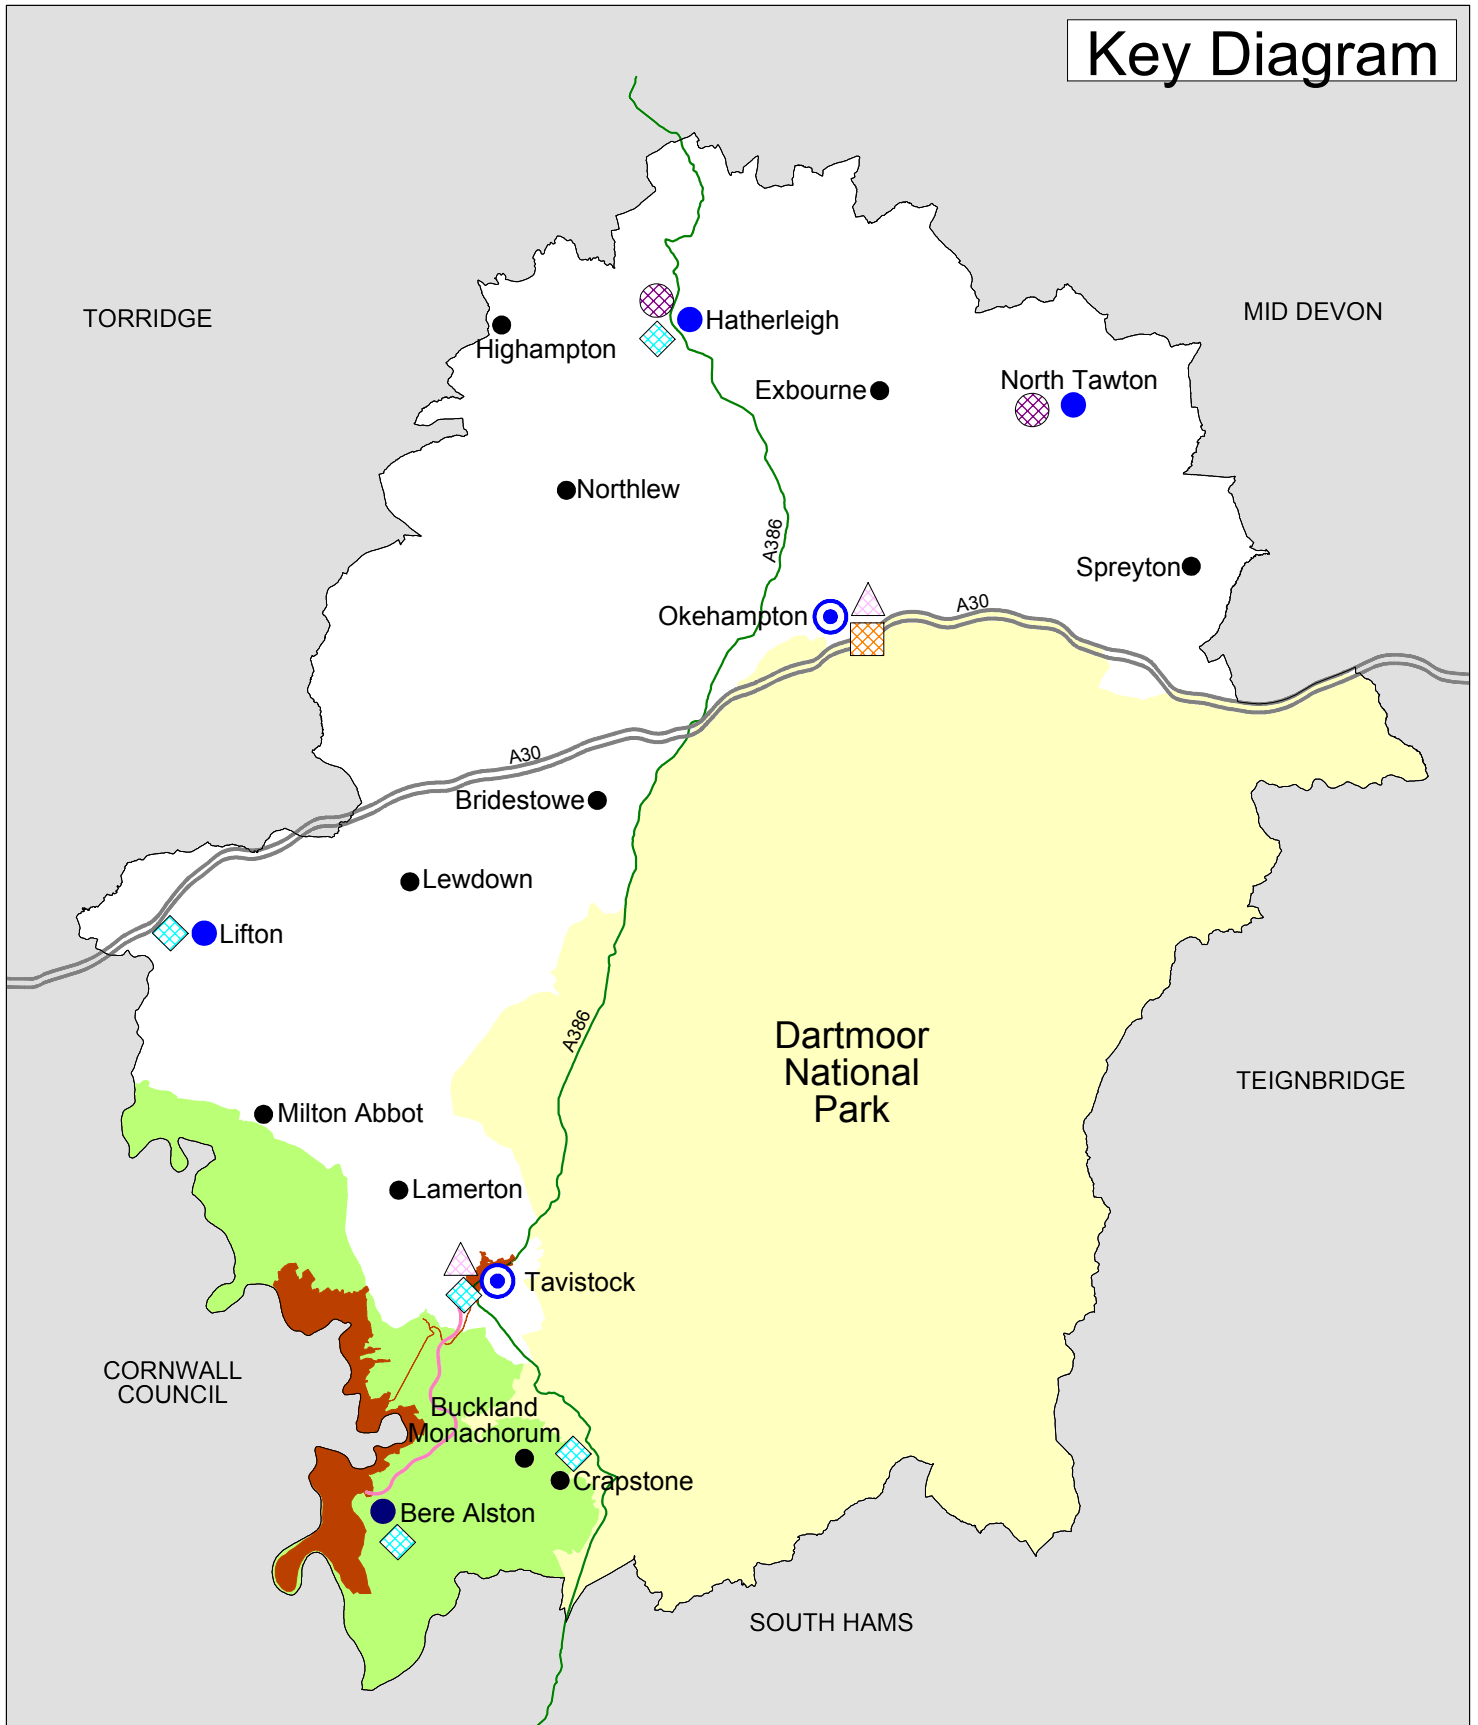 Key Diagram
TORRIDGE
MID DEVON
Hatherleigh
Highampton
Exbourne
North Tawton
Northlew
A386
Spreyton
A30
Okehampton
A30
Bridestowe
Lewdown
Lifton
A386
Dartmoor
National
Park
TEIGNBRIDGE
Milton Abbot
Lamerton
Tavistock
CORNWALL
COUNCIL
Buckland
Monachorum
Crapstone
Bere Alston
SOUTH HAMS